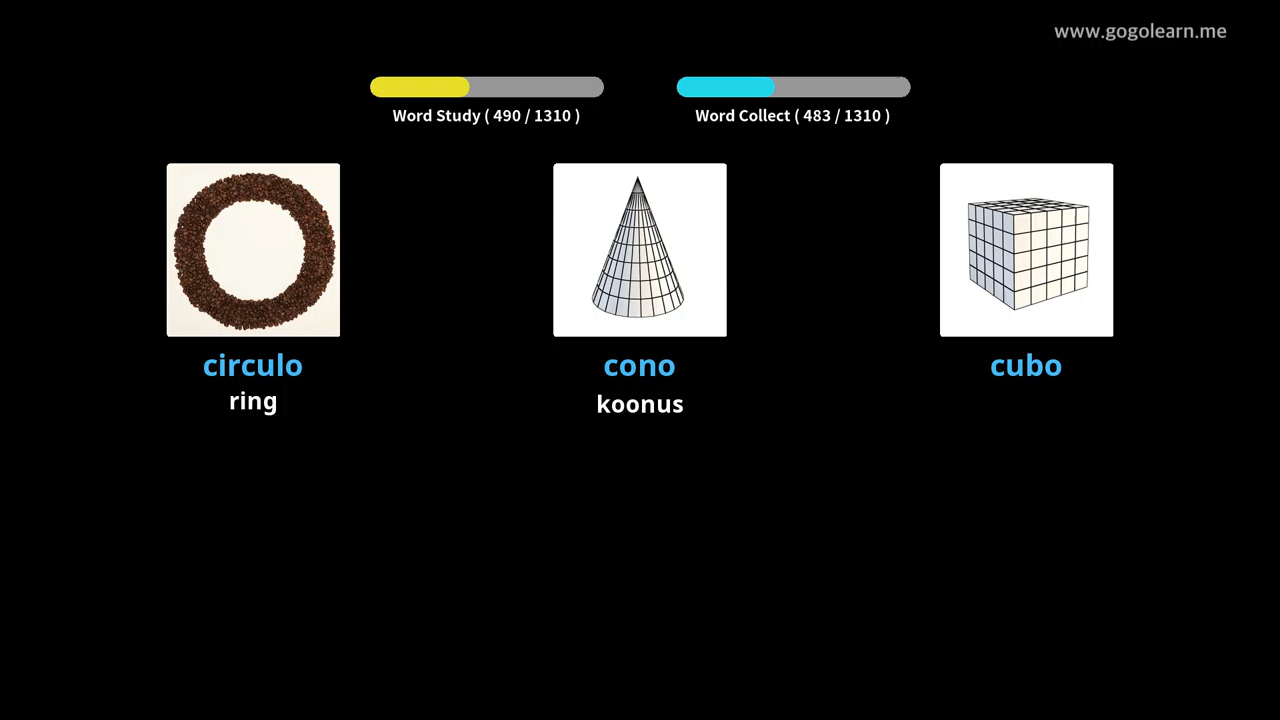 www.gogolearn.me
Word Study ( 490 / 1310 )
Word Collect ( 483 / 1310 )
circulo
cono
cubo
ring
koonus